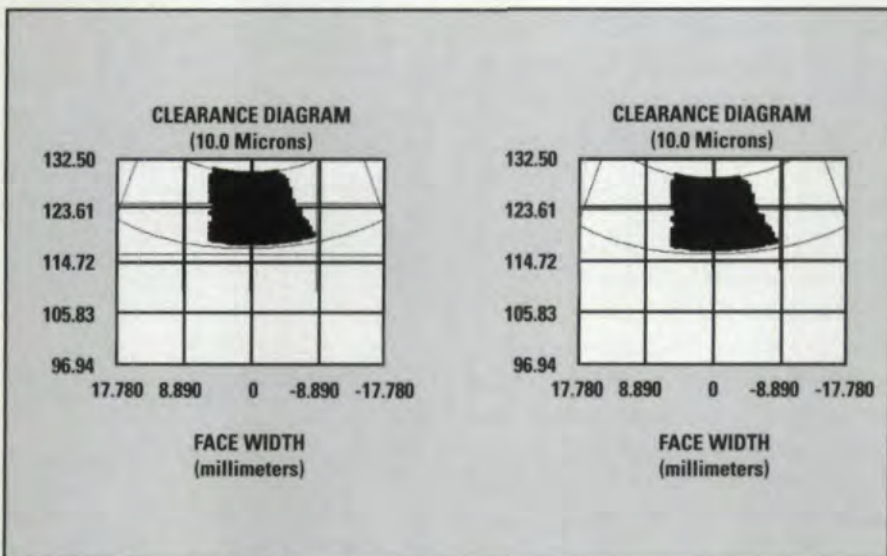 CLEARANCE DIAGRAM
(10.0 Microns)
132.50
123.61
114.72
105.83
96.94
17.780 8.890 0 -8.890 -17.780
FACE WIDTH
(millimeters)
CLEARANCE DIAGRAM
(10.0 Microns)
132.50
123.61
114.72
105.83
96.94
17.780 8.890 0 -8.890 -17.780
FACE WIDTH
(millimeters)